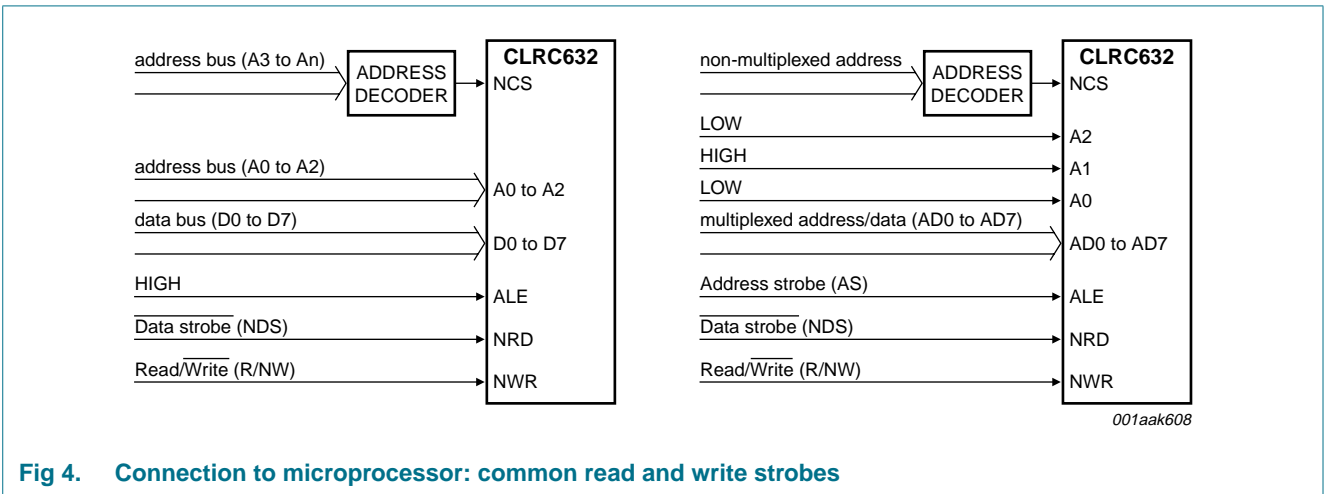 address bus (A3 to An)
ADDRESS
DECODER
CLRC632
NCS
address bus (A0 to A2)
A0 to A2
data bus (D0 to D7)
D0 to D7
HIGH
ALE
Data strobe (NDS)
NRD
Read/Write (R/NW)
NWR
non-multiplexed address
ADDRESS
DECODER
CLRC632
NCS
LOW
A2
HIGH
A1
LOW
A0
multiplexed address/data (AD0 to AD7)
AD0 to AD7
Address strobe (AS)
ALE
Data strobe (NDS)
NRD
Read/Write (R/NW)
NWR
001aak608
Fig 4. Connection to microprocessor: common read and write strobes